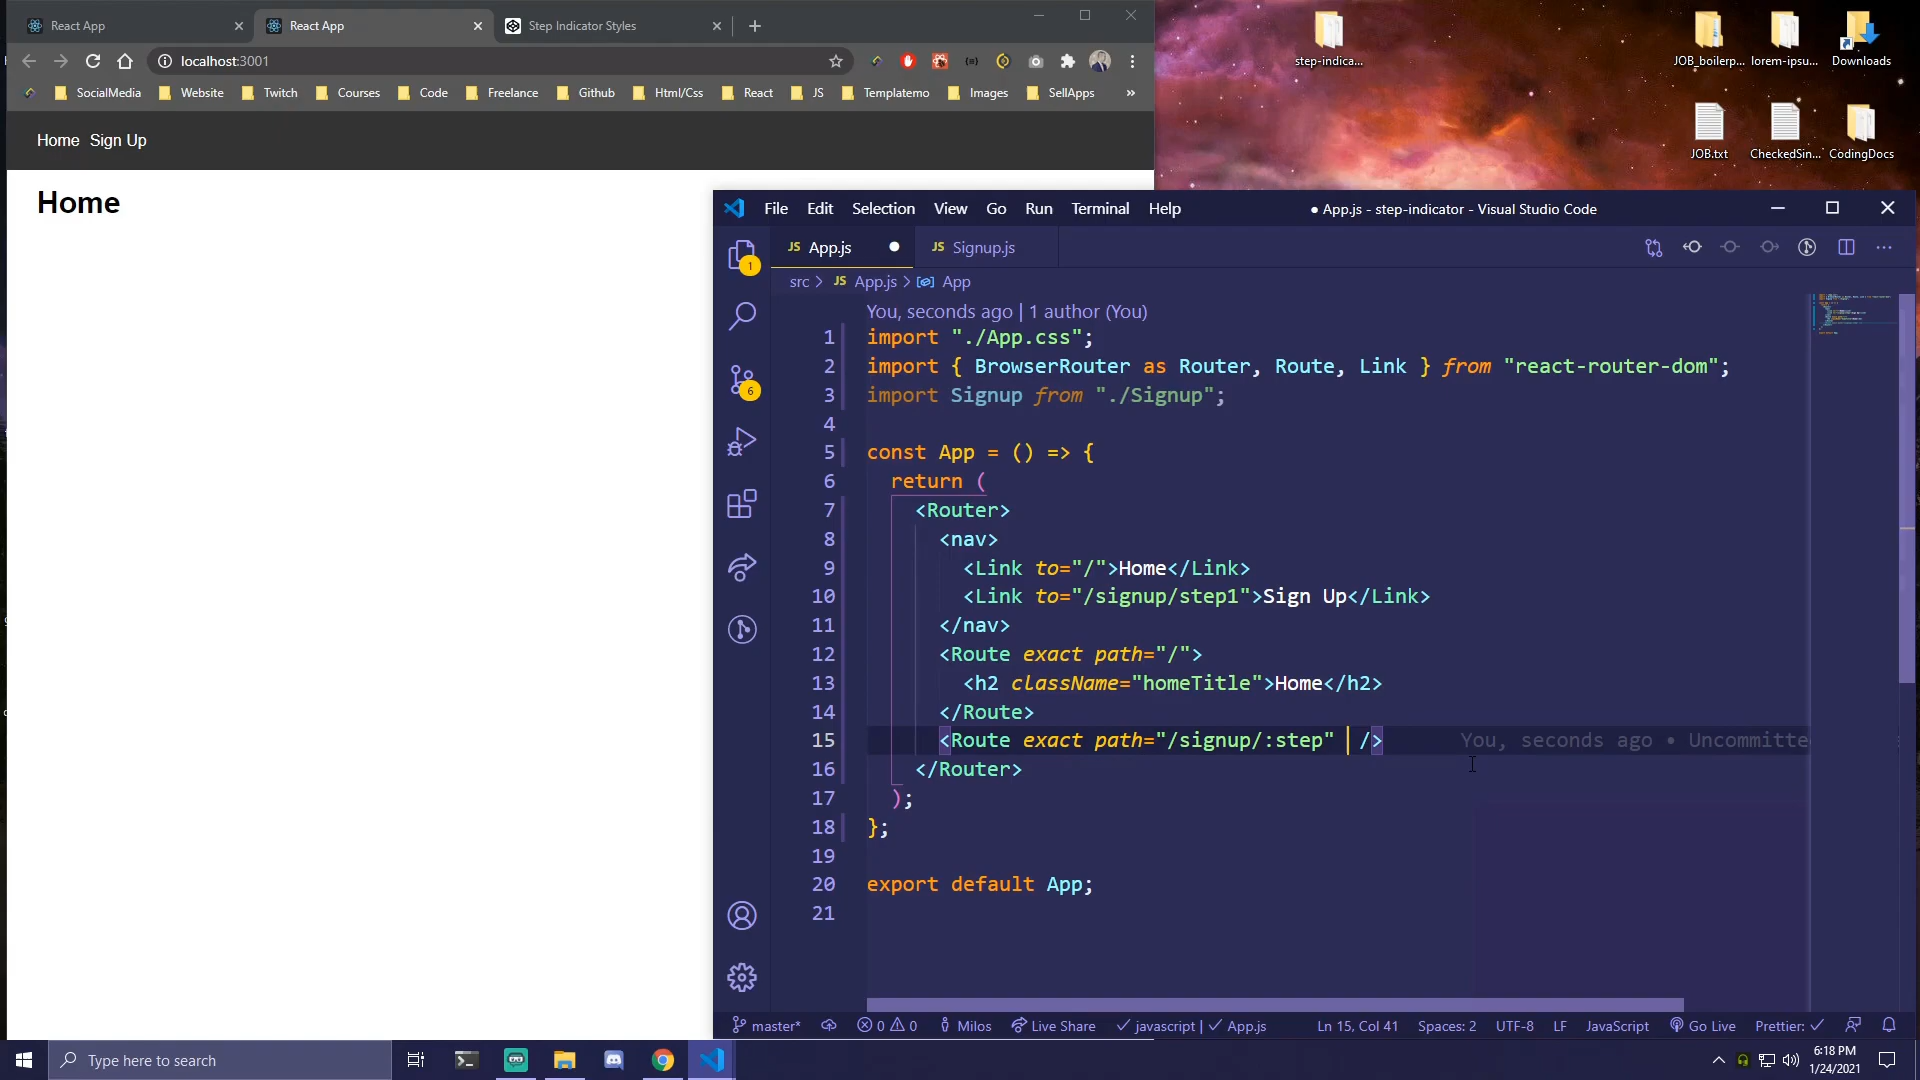 React App
React App
Step Indicator Styles
localhost:3001
SocialMedia
Website
Twitch
Courses
Code
Freelance
Github
Html/Css
React
JS
Templatemo
Images
SellApps
»
Home Sign Up
Home
step-indica...
JOB_boilerp...
lorem-ipsu...
Downloads
JOB.txt
CheckedSin...
CodingDocs
File Edit Selection View Go Run Terminal Help
● App.js - step-indicator - Visual Studio Code
JS App.js
JS Signup.js
src > JS App.js > App
1
6
You, seconds ago | 1 author (You)
1 import "./App.css";
2 import { BrowserRouter as Router, Route, Link } from "react-router-dom";
3 import Signup from "./Signup";
4
5 const App = () => {
6 return (
7 <Router>
8 <nav>
9 <Link to="/">Home</Link>
10 <Link to="/signup/step1">Sign Up</Link>
11 </nav>
12 <Route exact path="/">
13 <h2 className="homeTitle">Home</h2>
14 </Route>
15 <Route exact path="/signup/:step" /> You, seconds ago • Uncommitte
16 </Router>
17 );
18 };
19
20 export default App;
21
master* 0 0 Milos Live Share javascript | App.js Ln 15, Col 41 Spaces: 2 UTF-8 LF JavaScript Go Live Prettier:
Type here to search
6:18 PM
1/24/2021